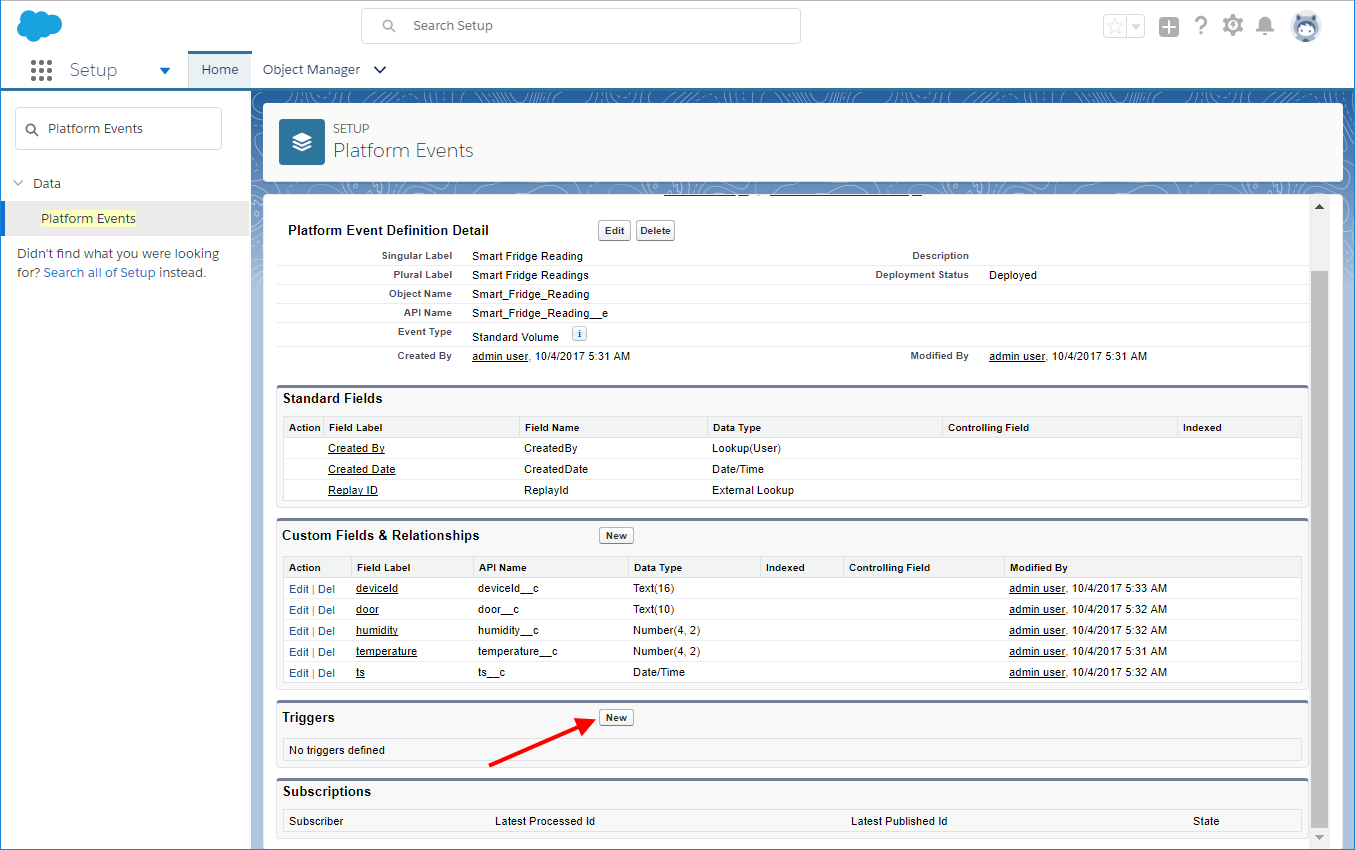 Search Setup
Setup
Home
Object Manager
Platform Events
Data
Platform Events
Didn't find what you were looking
for? Search all of Setup instead.
SETUP
Platform Events
Platform Event Definition Detail Edit Delete
Singular Label Smart Fridge Reading Description
Plural Label Smart Fridge Readings Deployment Status Deployed
Object Name Smart_Fridge_Reading
API Name Smart_Fridge_Reading__e
Event Type Standard Volume i
Created By admin user, 10/4/2017 5:31 AM Modified By admin user, 10/4/2017 5:31 AM
Standard Fields
Action Field Label Field Name Data Type Controlling Field Indexed
Created By CreatedBy Lookup(User)
Created Date CreatedDate Date/Time
Replay ID ReplayId External Lookup
Custom Fields & Relationships New
Action Field Label API Name Data Type Indexed Controlling Field Modified By
Edit | Del deviceId deviceId__c Text(16) admin user, 10/4/2017 5:33 AM
Edit | Del door door__c Text(10) admin user, 10/4/2017 5:32 AM
Edit | Del humidity humidity__c Number(4, 2) admin user, 10/4/2017 5:32 AM
Edit | Del temperature temperature__c Number(4, 2) admin user, 10/4/2017 5:31 AM
Edit | Del ts ts__c Date/Time admin user, 10/4/2017 5:32 AM
Triggers New
No triggers defined
Subscriptions
Subscriber Latest Processed Id Latest Published Id State